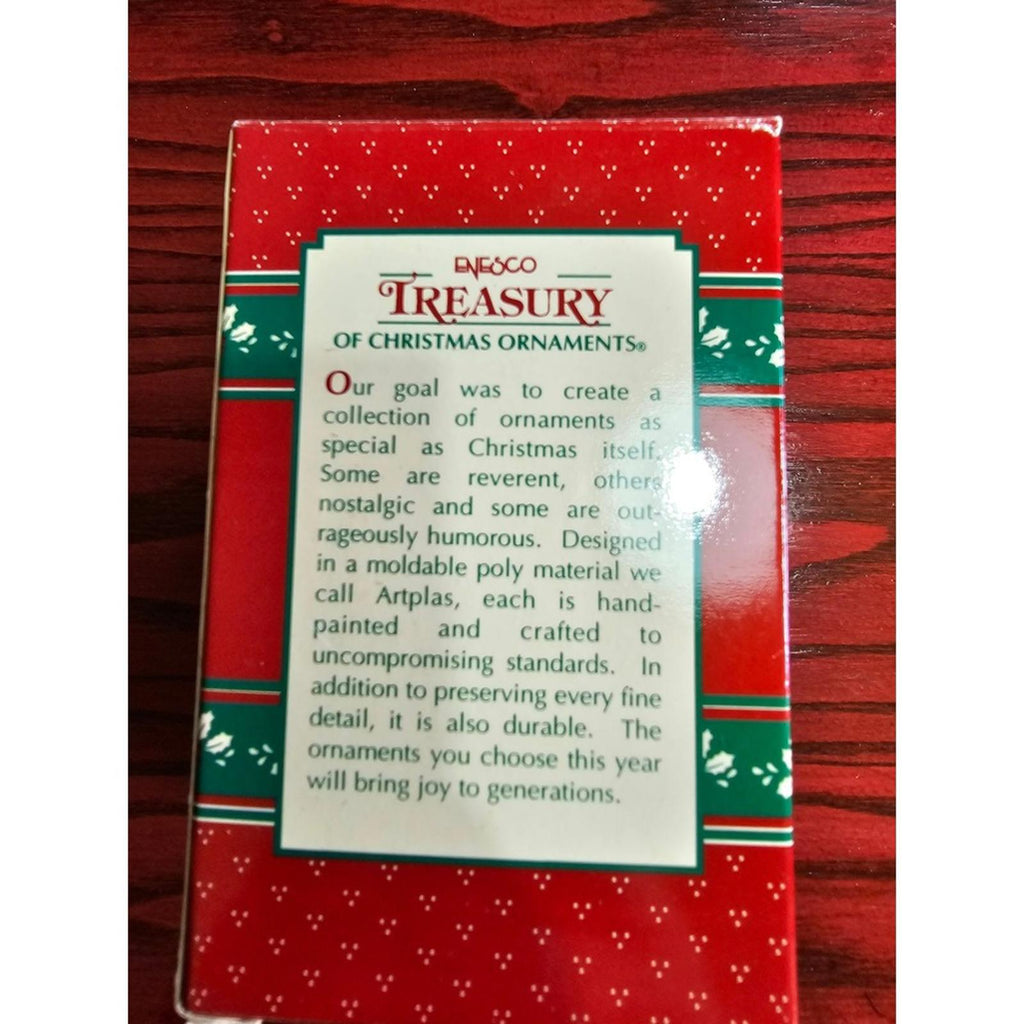 ENESCO
TREASURY
OF CHRISTMAS ORNAMENTS®
Our goal was to create a
collection of ornaments as
special as Christmas itself.
Some are reverent, others
nostalgic and some are out-
rageously humorous. Designed
in a moldable poly material we
call Artplas, each is hand-
painted and crafted to
uncompromising standards. In
addition to preserving every fine
detail, it is also durable. The
ornaments you choose this year
will bring joy to generations.